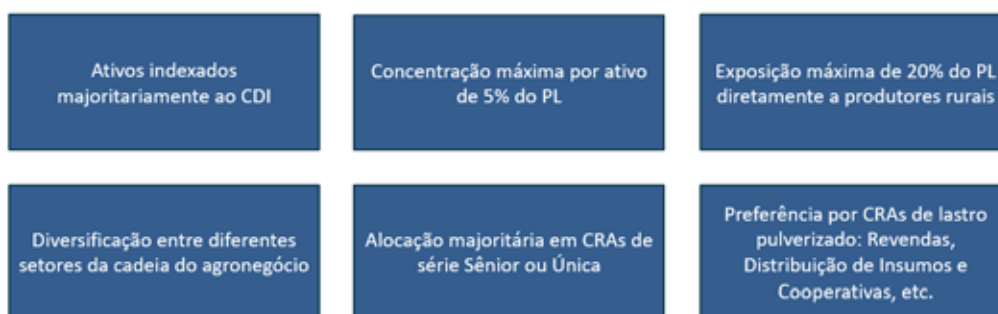 Ativos indexados
majoritariamente ao CDI
Concentração máxima por ativo
de 5% do PL
Exposição máxima de 20% do PL
diretamente a produtores rurais
Diversificação entre diferentes
setores da cadeia do agronegócio
Alocação majoritária em CRAs de
série Sênior ou Única
Preferência por CRAs de lastro
pulverizado: Revendas,
Distribuição de Insumos e
Cooperativas, etc.